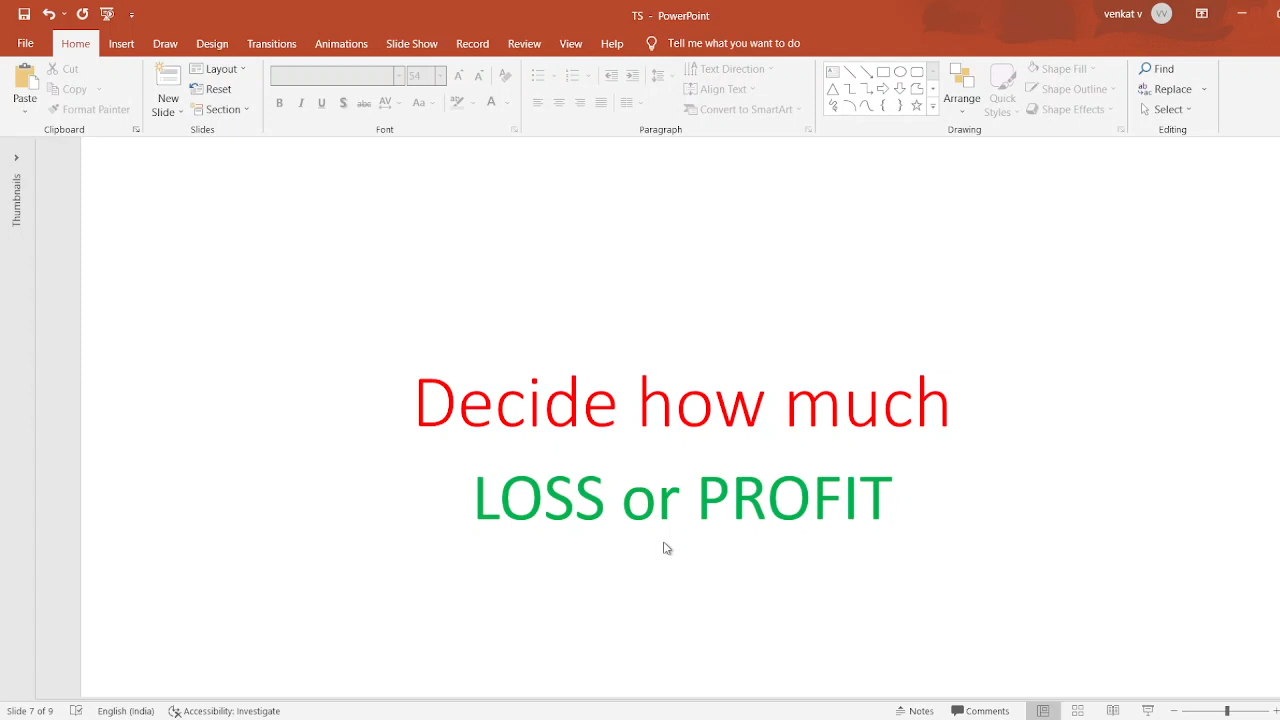 TS - PowerPoint
venkat v
VV
File Home Insert Draw Design Transitions Animations Slide Show Record Review View Help Tell me what you want to do
Paste
Cut
Copy
Format Painter
Clipboard
New Slide
Layout
Reset
Section
Slides
54
Font
Text Direction
Align Text
Convert to SmartArt
Paragraph
Arrange
Quick Styles
Shape Fill
Shape Outline
Shape Effects
Drawing
Find
Replace
Select
Editing
Thumbnails
Decide how much
LOSS or PROFIT
Slide 7 of 9 English (India) Accessibility: Investigate Notes Comments